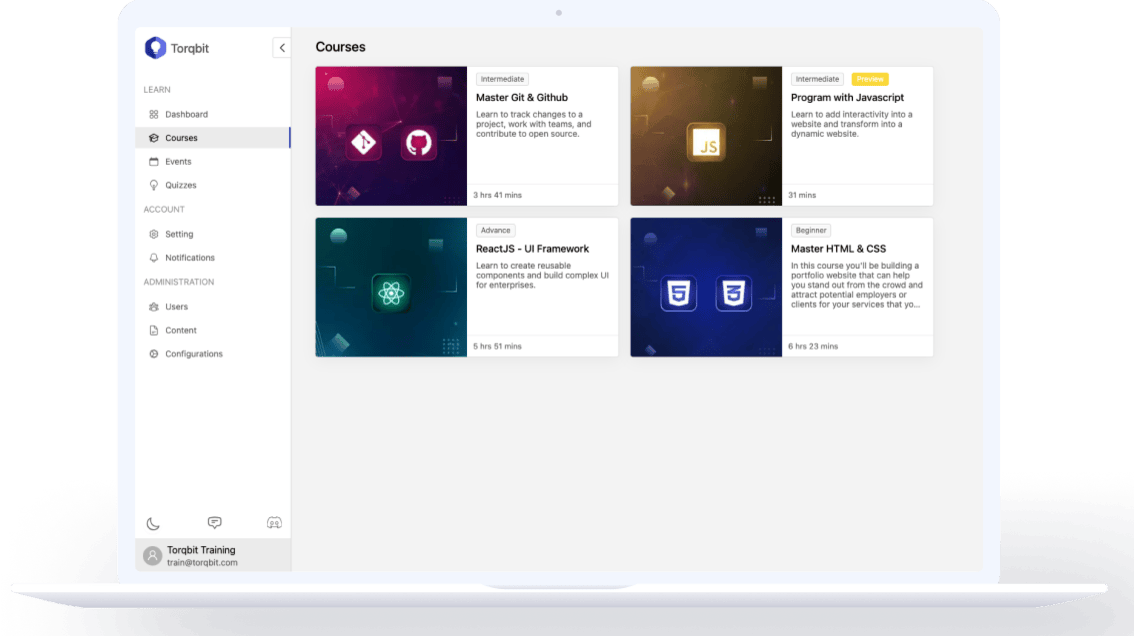 Torqbit
LEARN
Dashboard
Courses
Events
Quizzes
ACCOUNT
Setting
Notifications
ADMINISTRATION
Users
Content
Configurations
Torqbit Training
train@torqbit.com
Courses
Intermediate
Master Git & Github
Learn to track changes to a
project, work with teams, and
contribute to open source.
3 hrs 41 mins
Intermediate
Preview
Program with Javascript
Learn to add interactivity into a
website and transform into a
dynamic website.
31 mins
JS
Advance
ReactJS - UI Framework
Learn to create reusable
components and build complex UI
for enterprises.
5 hrs 51 mins
5
3
Beginner
Master HTML & CSS
In this course you'll be building a
portfolio website that can help
you stand out from the crowd and
attract potential employers or
clients for your services that yo...
6 hrs 23 mins